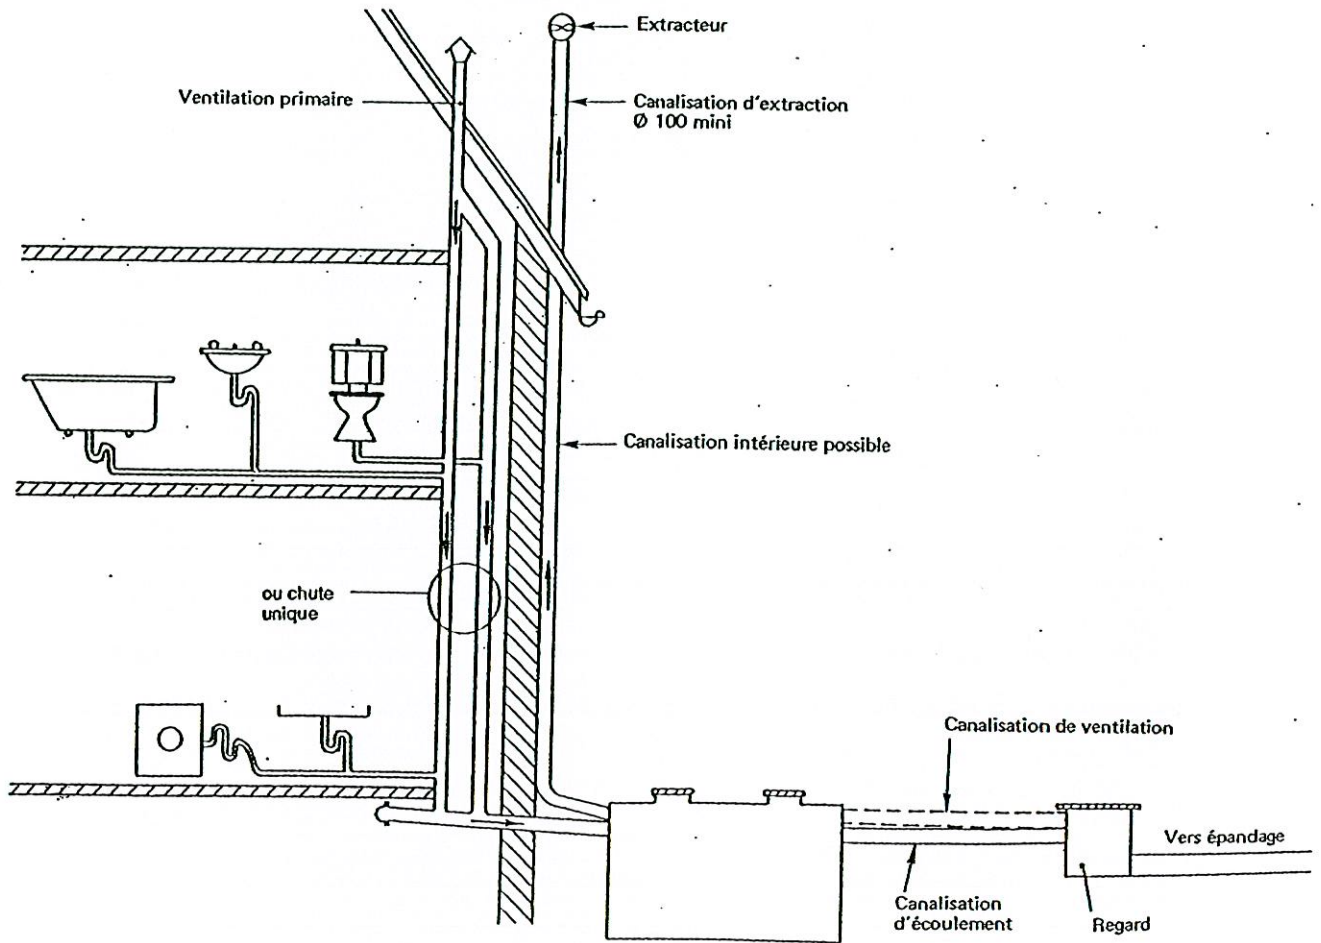 Extracteur
Ventilation primaire
Canalisation d'extraction
Ø 100 mini
Canalisation intérieure possible
ou chute
unique
Canalisation de ventilation
Vers épandage
Canalisation
d'écoulement
Regard